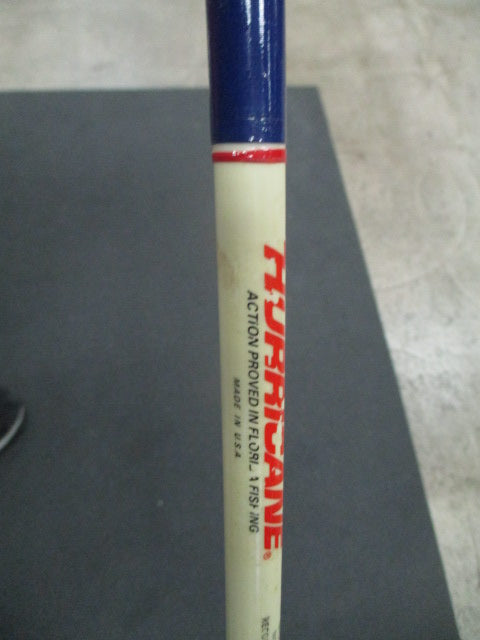 HURRICANE®
ACTION PROVED IN FLORIDA FISHING
MADE IN U.S.A.